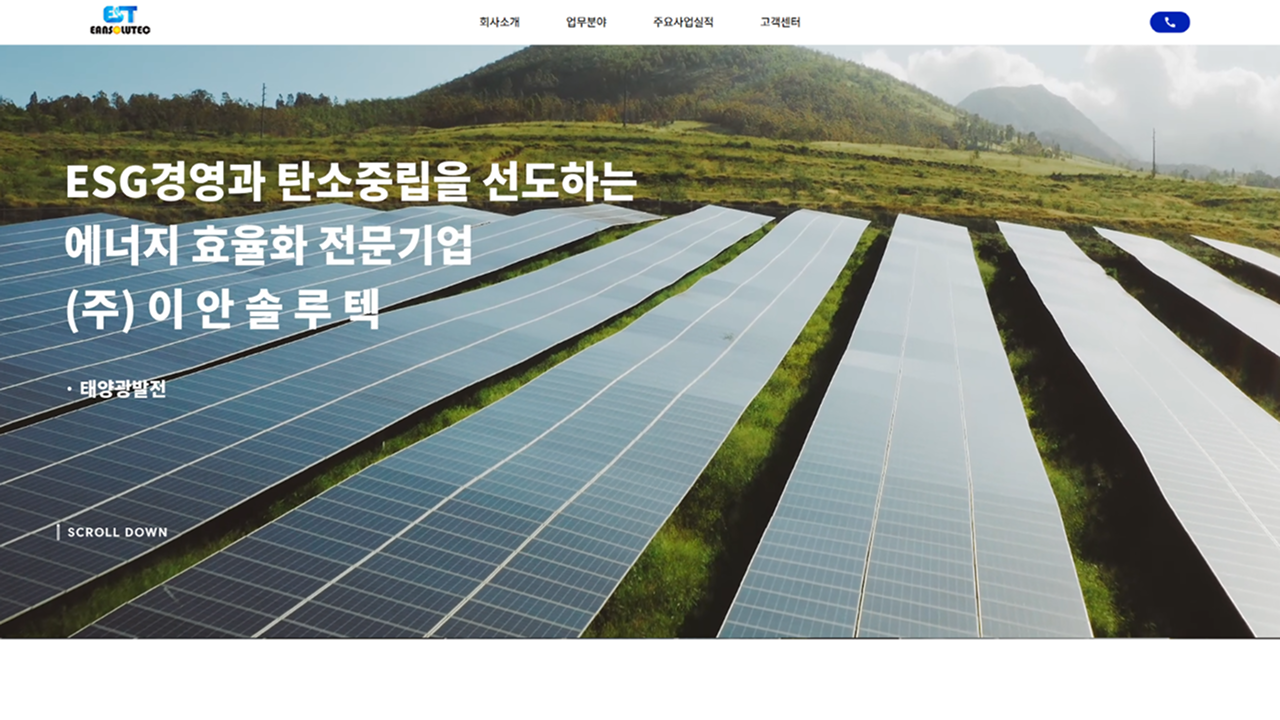 EST
EANSOLUTEC
회사소개
업무분야
주요사업실적
고객센터
ESG경영과 탄소중립을 선도하는
에너지 효율화 전문기업
(주) 이 안 솔 루 텍
· 태양광발전
SCROLL DOWN